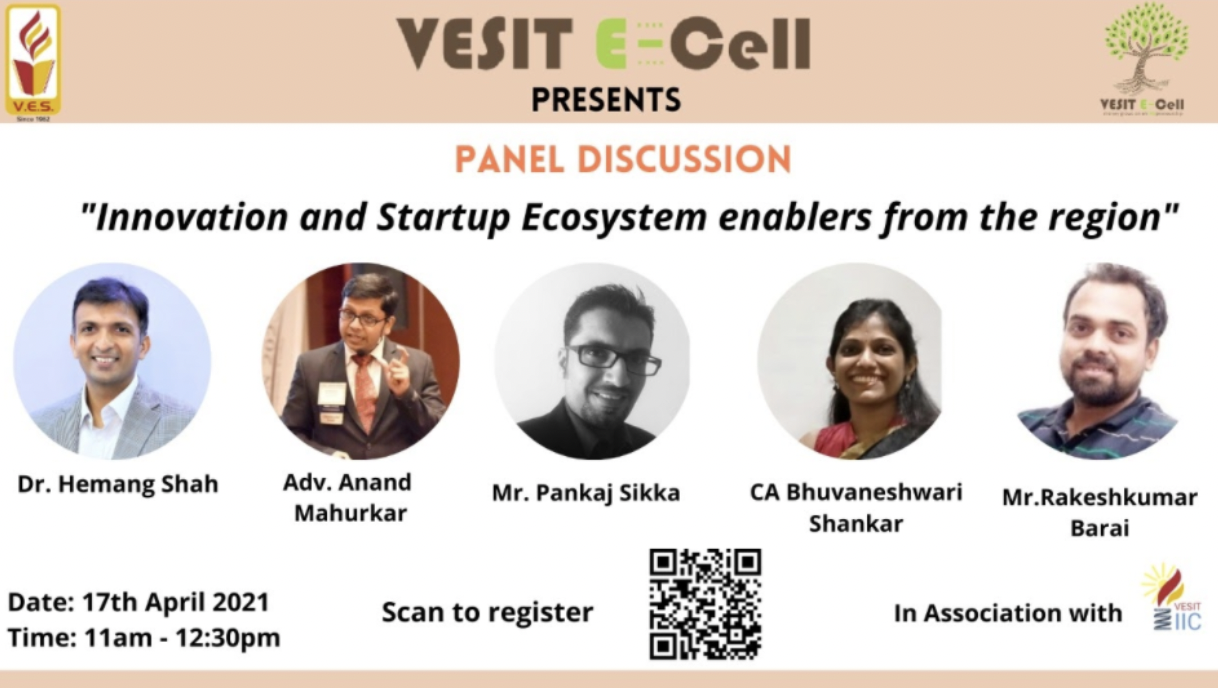 V.E.S.
Since 1962
VESIT E-Cell
PRESENTS
VESIT E-Cell
PANEL DISCUSSION
"Innovation and Startup Ecosystem enablers from the region"
Dr. Hemang Shah
Adv. Anand
Mahurkar
Mr. Pankaj Sikka
CA Bhuvaneshwari
Shankar
Mr.Rakeshkumar
Barai
Date: 17th April 2021
Time: 11am - 12:30pm
Scan to register
In Association with
VESIT
IIC